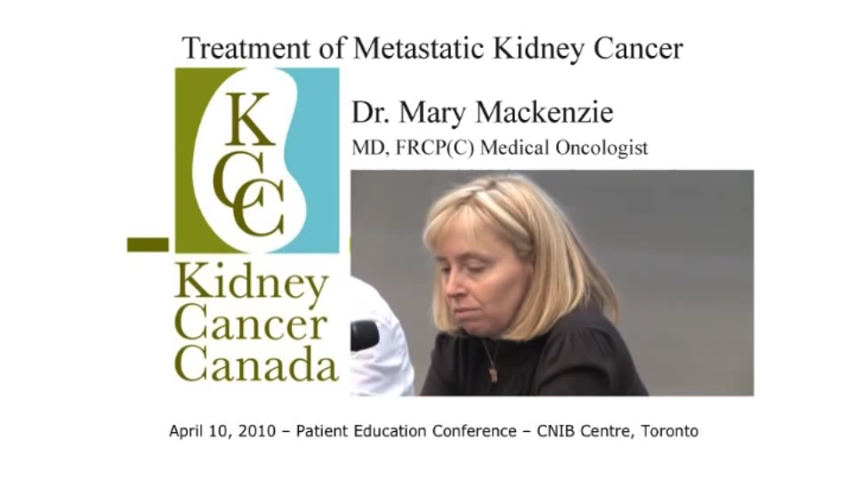 Treatment of Metastatic Kidney Cancer
K
C
C
Dr. Mary Mackenzie
MD, FRCP(C) Medical Oncologist
Kidney
Cancer
Canada
April 10, 2010 – Patient Education Conference – CNIB Centre, Toronto